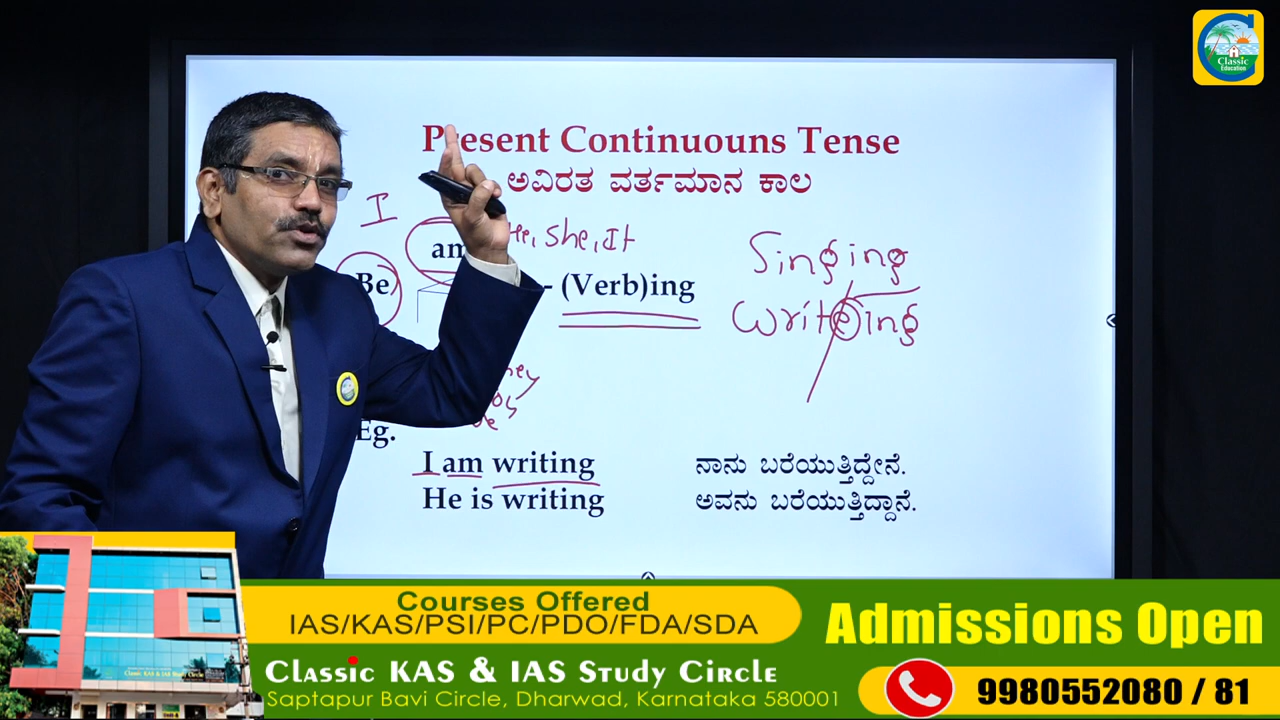 Classic
Education
Present Continuouns Tense
ಅವಿರತ ವರ್ತಮಾನ ಕಾಲ
I
am
He, She, It
Be
- (Verb)ing
Singing
Writeing
Eg.
I am writing ನಾನು ಬರೆಯುತ್ತಿದ್ದೇನೆ.
He is writing ಅವನು ಬರೆಯುತ್ತಿದ್ದಾನೆ.
Courses Offered
IAS/KAS/PSI/PC/PDO/FDA/SDA
Admissions Open
Classic KAS & IAS Study Circle
Saptapur Bavi Circle, Dharwad, Karnataka 580001
9980552080 / 81